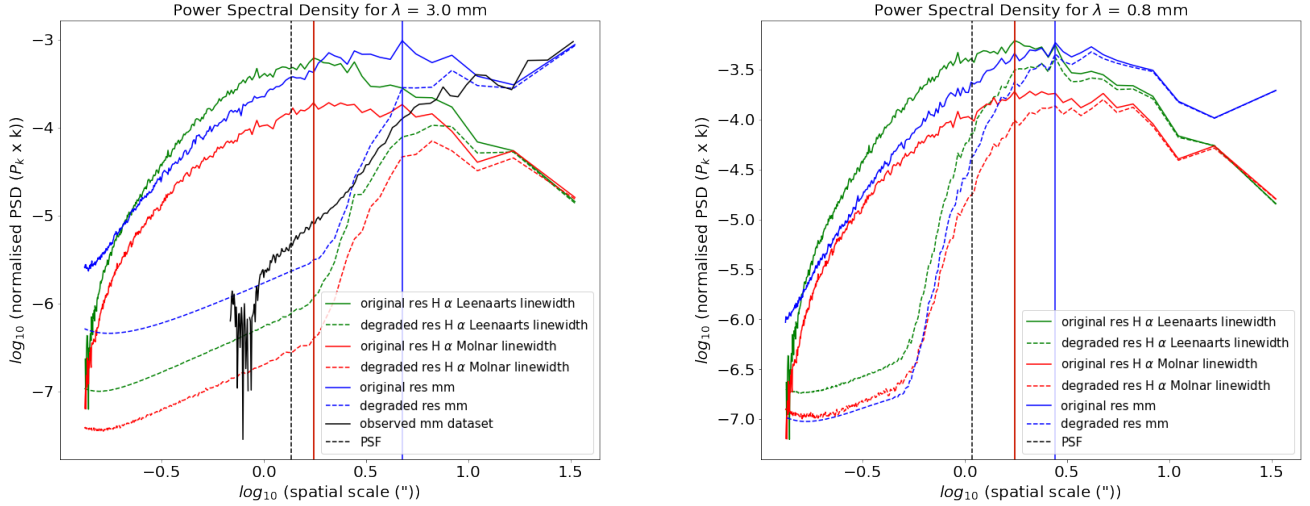 Power Spectral Density for λ = 3.0 mm
log₁₀ (normalised PSD (Pₖ x k))
−3
−4
−5
−6
−7
−0.5
0.0
0.5
1.0
1.5
log₁₀ (spatial scale ("))
original res H α Leenaarts linewidth
degraded res H α Leenaarts linewidth
original res H α Molnar linewidth
degraded res H α Molnar linewidth
original res mm
degraded res mm
observed mm dataset
PSF
Power Spectral Density for λ = 0.8 mm
log₁₀ (normalised PSD (Pₖ x k))
−3.5
−4.0
−4.5
−5.0
−5.5
−6.0
−6.5
−7.0
−0.5
0.0
0.5
1.0
1.5
log₁₀ (spatial scale ("))
original res H α Leenaarts linewidth
degraded res H α Leenaarts linewidth
original res H α Molnar linewidth
degraded res H α Molnar linewidth
original res mm
degraded res mm
PSF